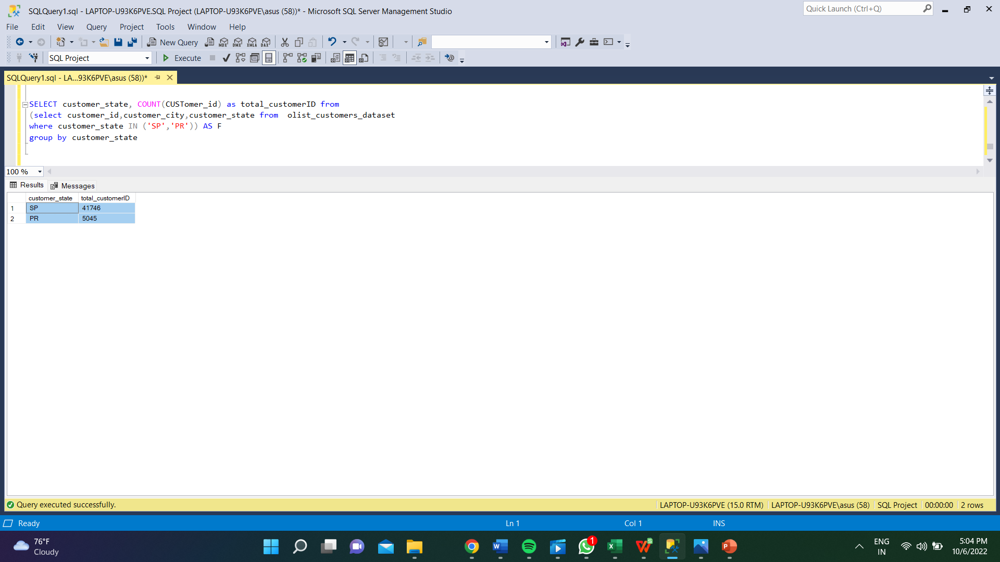 SQLQuery1.sql - LAPTOP-U93K6PVE.SQL Project (LAPTOP-U93K6PVE\asus (58))* - Microsoft SQL Server Management Studio
Quick Launch (Ctrl+Q)
File Edit View Query Project Tools Window Help
New Query MDX DMX XMLA DAX
SQL Project Execute
SQLQuery1.sql - LA...93K6PVE\asus (58))*
SELECT customer_state, COUNT(CUSTomer_id) as total_customerID from
(select customer_id,customer_city,customer_state from  olist_customers_dataset
where customer_state IN ('SP','PR')) AS F
group by customer_state
100 %
Results Messages
customer_state total_customerID
1 SP 41746
2 PR 5045
Query executed successfully. LAPTOP-U93K6PVE (15.0 RTM) LAPTOP-U93K6PVE\asus (58) SQL Project 00:00:00 2 rows
Ready Ln 1 Col 1 INS
76°F
Cloudy
1
ENG
IN
5:04 PM
10/6/2022